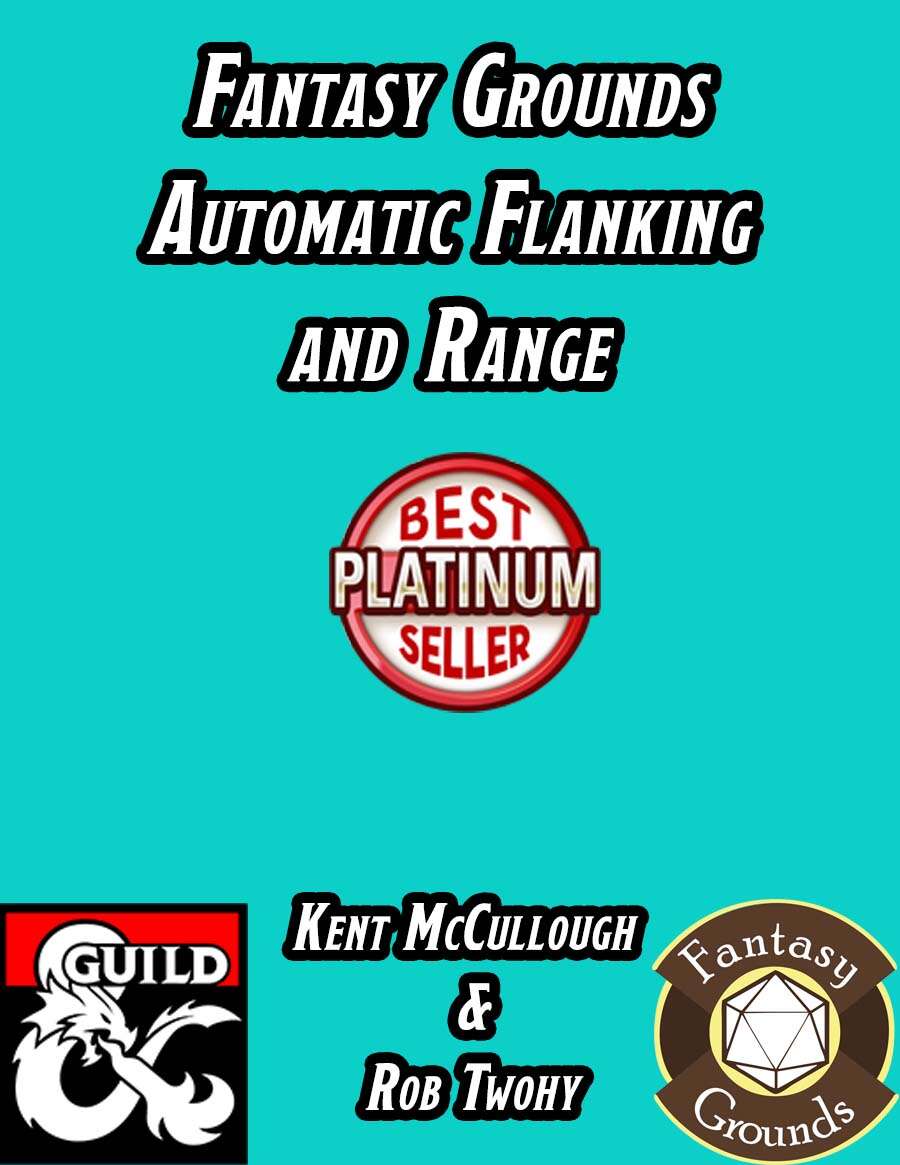 Fantasy Grounds
Automatic Flanking
and Range
BEST
PLATINUM
SELLER
Kent McCullough
&
Rob Twohy
GUILD
Fantasy
Grounds